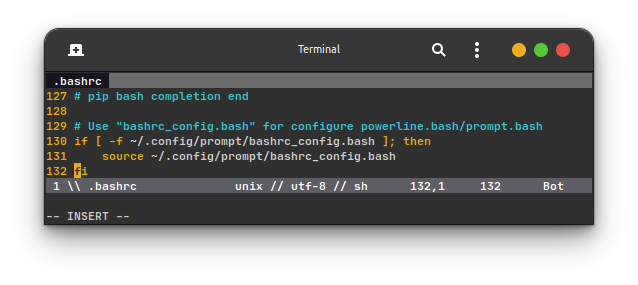 Terminal
.bashrc
127 # pip bash completion end
128
129 # Use "bashrc_config.bash" for configure powerline.bash/prompt.bash
130 if [ -f ~/.config/prompt/bashrc_config.bash ]; then
131     source ~/.config/prompt/bashrc_config.bash
132 fi
1 \\ .bashrc unix // utf-8 // sh 132,1 132 Bot
-- INSERT --